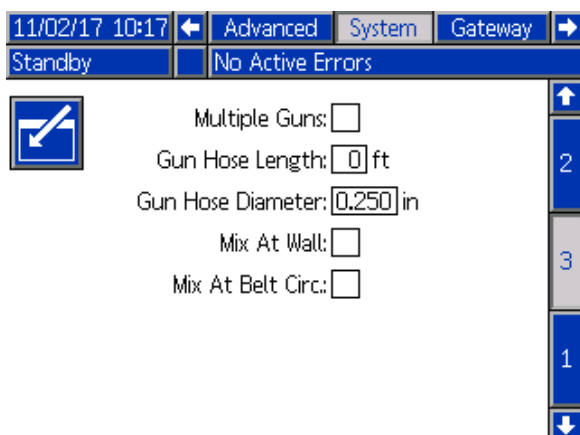 11/02/17 10:17 Advanced System Gateway
Standby No Active Errors
Multiple Guns:
Gun Hose Length: 0 ft
2
Gun Hose Diameter: 0.250 in
Mix At Wall:
3
Mix At Belt Circ.:
1